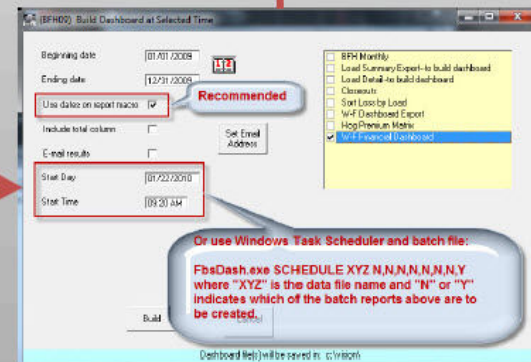 (BFH09) Build Dashboard at Selected Time
Beginning date 01/01/2009
Ending date 12/31/2009
Use dates on report macro
Recommended
Include total column
E-mail results
Set Email
Address
Start Day 01/22/2010
Start Time 09:20 AM
BFH Monthly
Load Summary Export-to build dashboard
Load Detail-to build dashboard
Closeouts
Sort Loss by Load
W-F Dashboard Export
Hog Premium Matrix
W-F Financial Dashboard
Or use Windows Task Scheduler and batch file:
FbsDash.exe SCHEDULE XYZ N,N,N,N,N,N,N,Y
where "XYZ" is the data file name and "N" or "Y"
indicates which of the batch reports above are to
be created.
Build Cancel
Dashboard file(s) will be saved in: c:\vision\